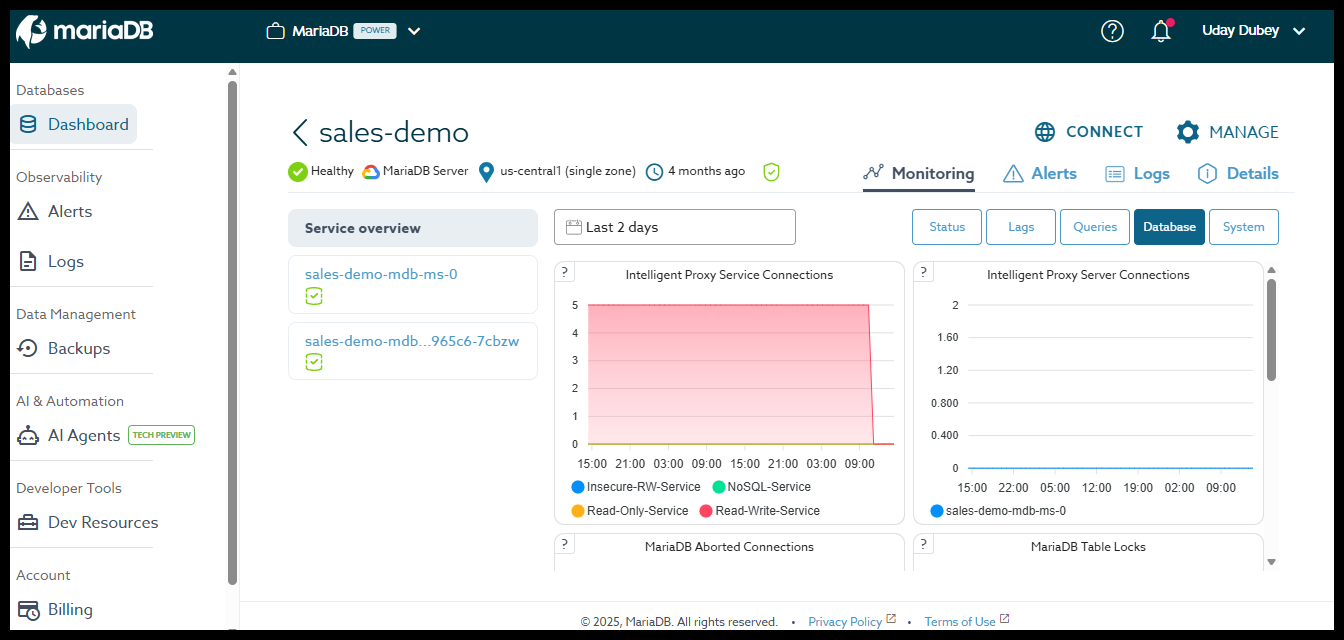 mariaDB
MariaDB POWER
Uday Dubey
Databases
Dashboard
Observability
Alerts
Logs
Data Management
Backups
AI & Automation
AI Agents TECH PREVIEW
Developer Tools
Dev Resources
Account
Billing
sales-demo
CONNECT MANAGE
Healthy MariaDB Server us-central1 (single zone) 4 months ago
Monitoring Alerts Logs Details
Service overview
sales-demo-mdb-ms-0
sales-demo-mdb...965c6-7cbzw
Last 2 days
Status Lags Queries Database System
? Intelligent Proxy Service Connections
5
4
3
2
1
0
15:00 21:00 03:00 09:00 15:00 21:00 03:00 09:00
Insecure-RW-Service NoSQL-Service
Read-Only-Service Read-Write-Service
? Intelligent Proxy Server Connections
2
1.60
1.20
0.800
0.400
0
15:00 22:00 05:00 12:00 19:00 02:00 09:00
sales-demo-mdb-ms-0
? MariaDB Aborted Connections
? MariaDB Table Locks
© 2025, MariaDB. All rights reserved. • Privacy Policy • Terms of Use